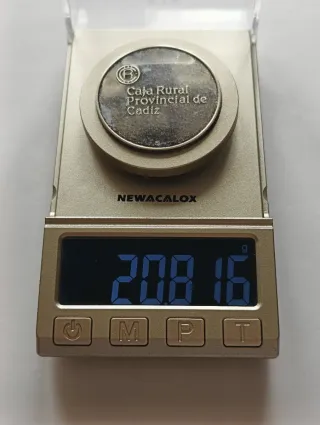 Caja Rural
Provincial de
Cadiz
NEWACALOX
g
20.816
M P T